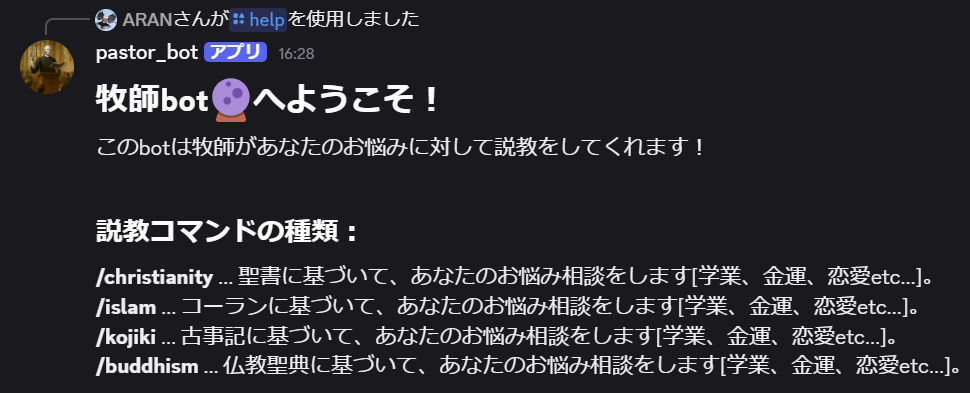 ARANさんが help を使用しました
pastor_bot アプリ 16:28
牧師bot🔮へようこそ！
このbotは牧師があなたのお悩みに対して説教をしてくれます！
説教コマンドの種類：
/christianity ... 聖書に基づいて、あなたのお悩み相談をします[学業、金運、恋愛etc...]。
/islam ... コーランに基づいて、あなたのお悩み相談をします[学業、金運、恋愛etc...]。
/kojiki ... 古事記に基づいて、あなたのお悩み相談をします[学業、金運、恋愛etc...]。
/buddhism ... 仏教聖典に基づいて、あなたのお悩み相談をします[学業、金運、恋愛etc...]。